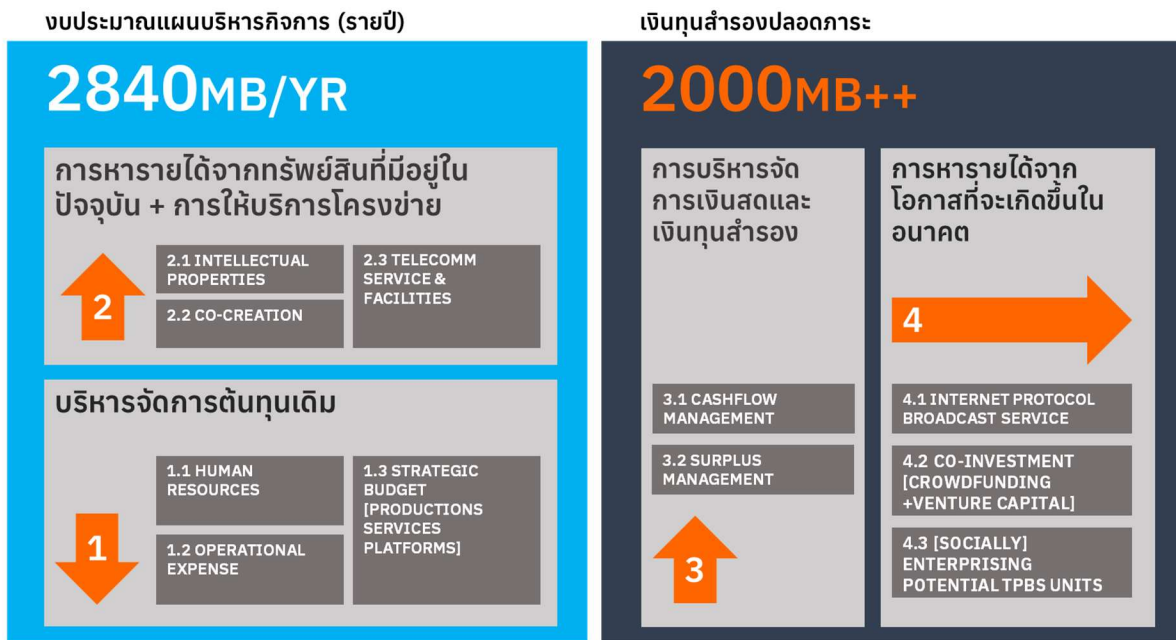 งบประมาณแผนบริหารกิจการ (รายปี)
2840MB/YR
การหารายได้จากทรัพย์สินที่มีอยู่ใน
ปัจจุบัน + การให้บริการโครงข่าย
2
2.1 INTELLECTUAL
PROPERTIES
2.2 CO-CREATION
2.3 TELECOMM
SERVICE &
FACILITIES
บริหารจัดการต้นทุนเดิม
1
1.1 HUMAN
RESOURCES
1.2 OPERATIONAL
EXPENSE
1.3 STRATEGIC
BUDGET
[PRODUCTIONS
SERVICES
PLATFORMS]
เงินทุนสำรองปลอดภาระ
2000MB++
การบริหารจัด
การเงินสดและ
เงินทุนสำรอง
3.1 CASHFLOW
MANAGEMENT
3.2 SURPLUS
MANAGEMENT
3
การหารายได้จาก
โอกาสที่จะเกิดขึ้นใน
อนาคต
4
4.1 INTERNET PROTOCOL
BROADCAST SERVICE
4.2 CO-INVESTMENT
[CROWDFUNDING
+VENTURE CAPITAL]
4.3 [SOCIALLY]
ENTERPRISING
POTENTIAL TPBS UNITS